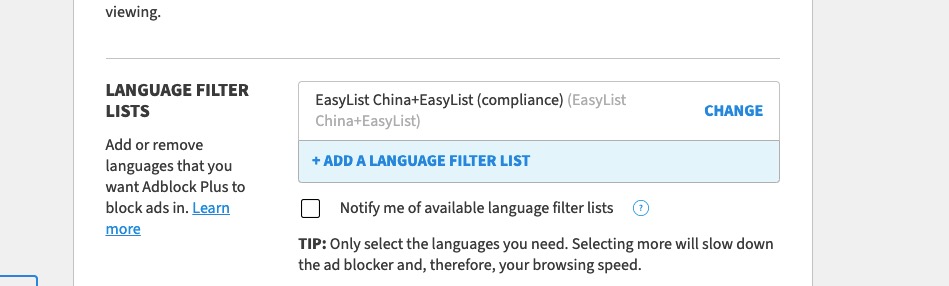 viewing.
LANGUAGE FILTER
LISTS
Add or remove
languages that you
want Adblock Plus to
block ads in. Learn
more
EasyList China+EasyList (compliance) (EasyList
China+EasyList)
CHANGE
+ ADD A LANGUAGE FILTER LIST
Notify me of available language filter lists
?
TIP: Only select the languages you need. Selecting more will slow down
the ad blocker and, therefore, your browsing speed.